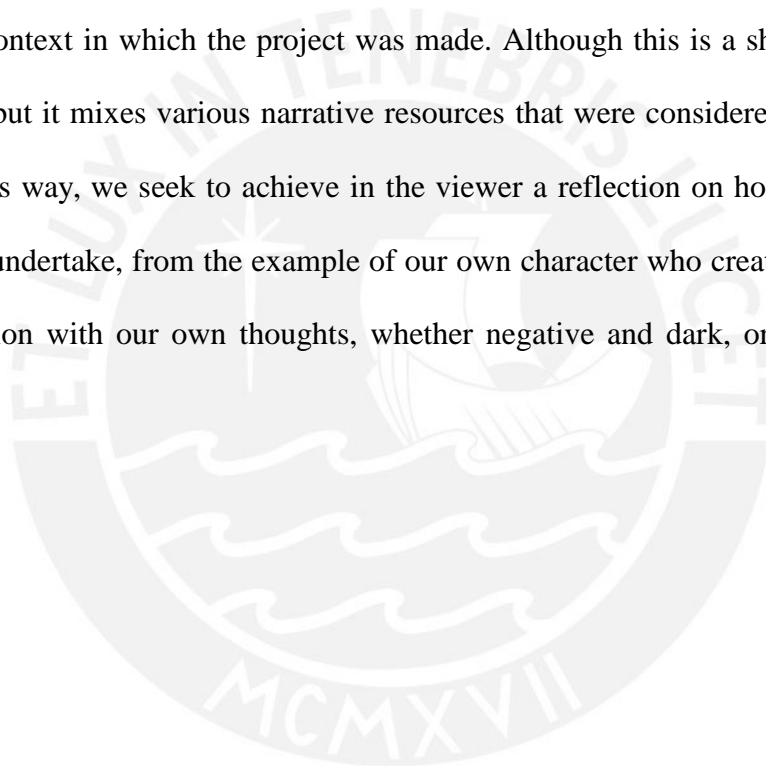 ontext in which the project was made. Although this is a sh
but it mixes various narrative resources that were considere
s way, we seek to achieve in the viewer a reflection on ho
undertake, from the example of our own character who creat
ion with our own thoughts, whether negative and dark, or
ET LUX IN TENEBRIS LUCET
MCMXVII